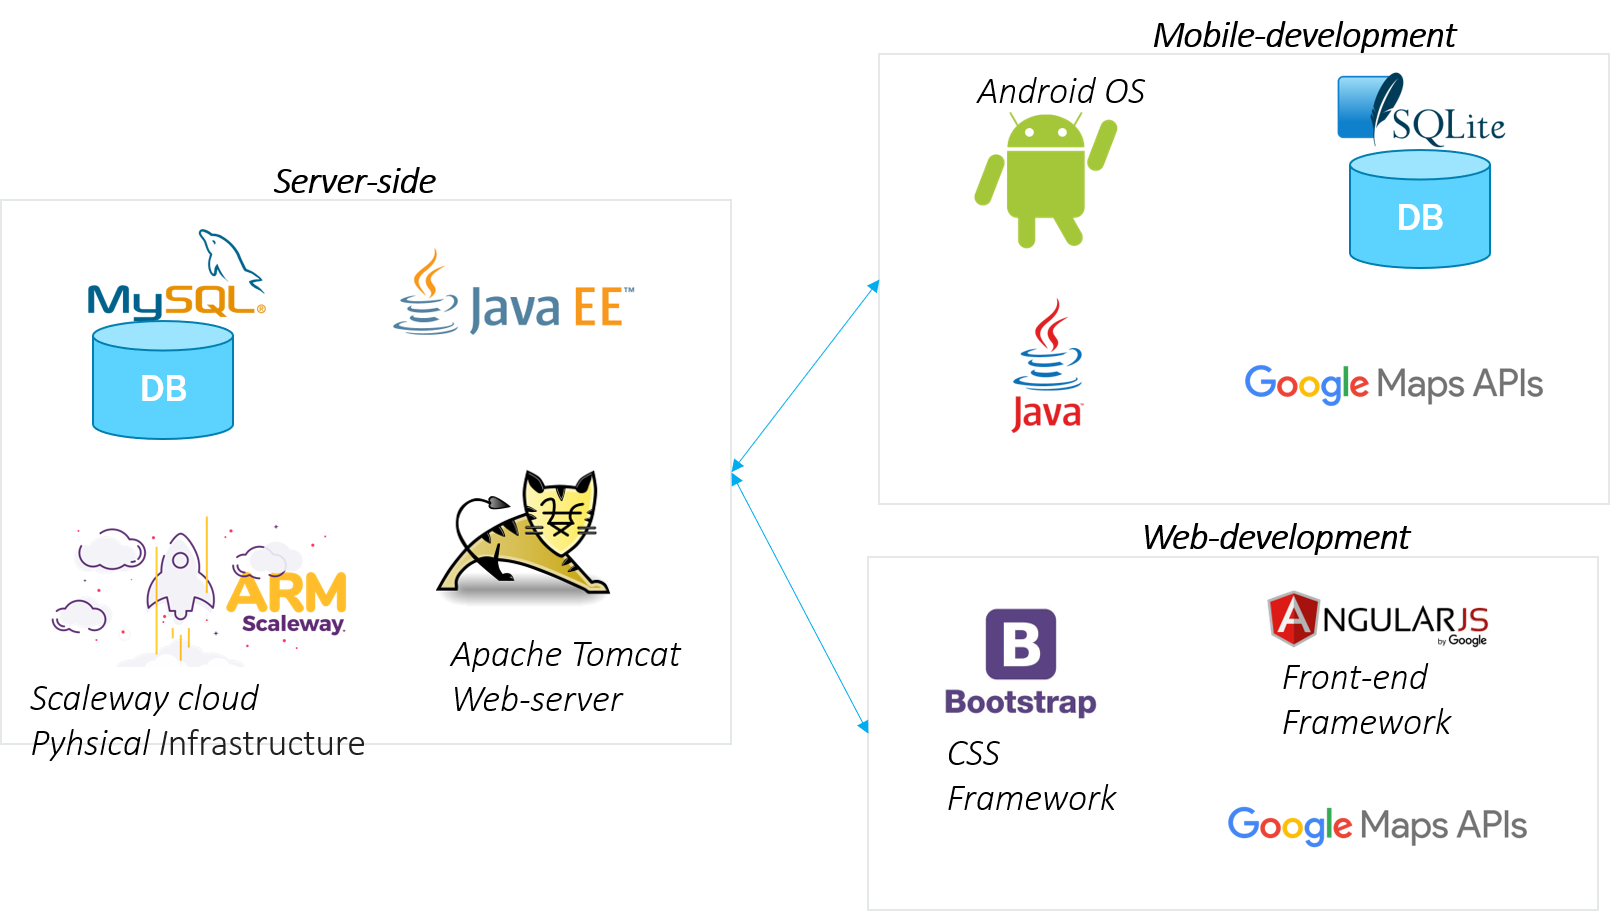 Mobile-development
Android OS
SQLite
DB
Java™
Google Maps APIs
Server-side
MySQL®
DB
Java EE™
ARM
Scaleway.
Scaleway cloud
Pyhsical Infrastructure
Apache Tomcat
Web-server
Web-development
B
Bootstrap
CSS
Framework
ANGULARJS
by Google
Front-end
Framework
Google Maps APIs